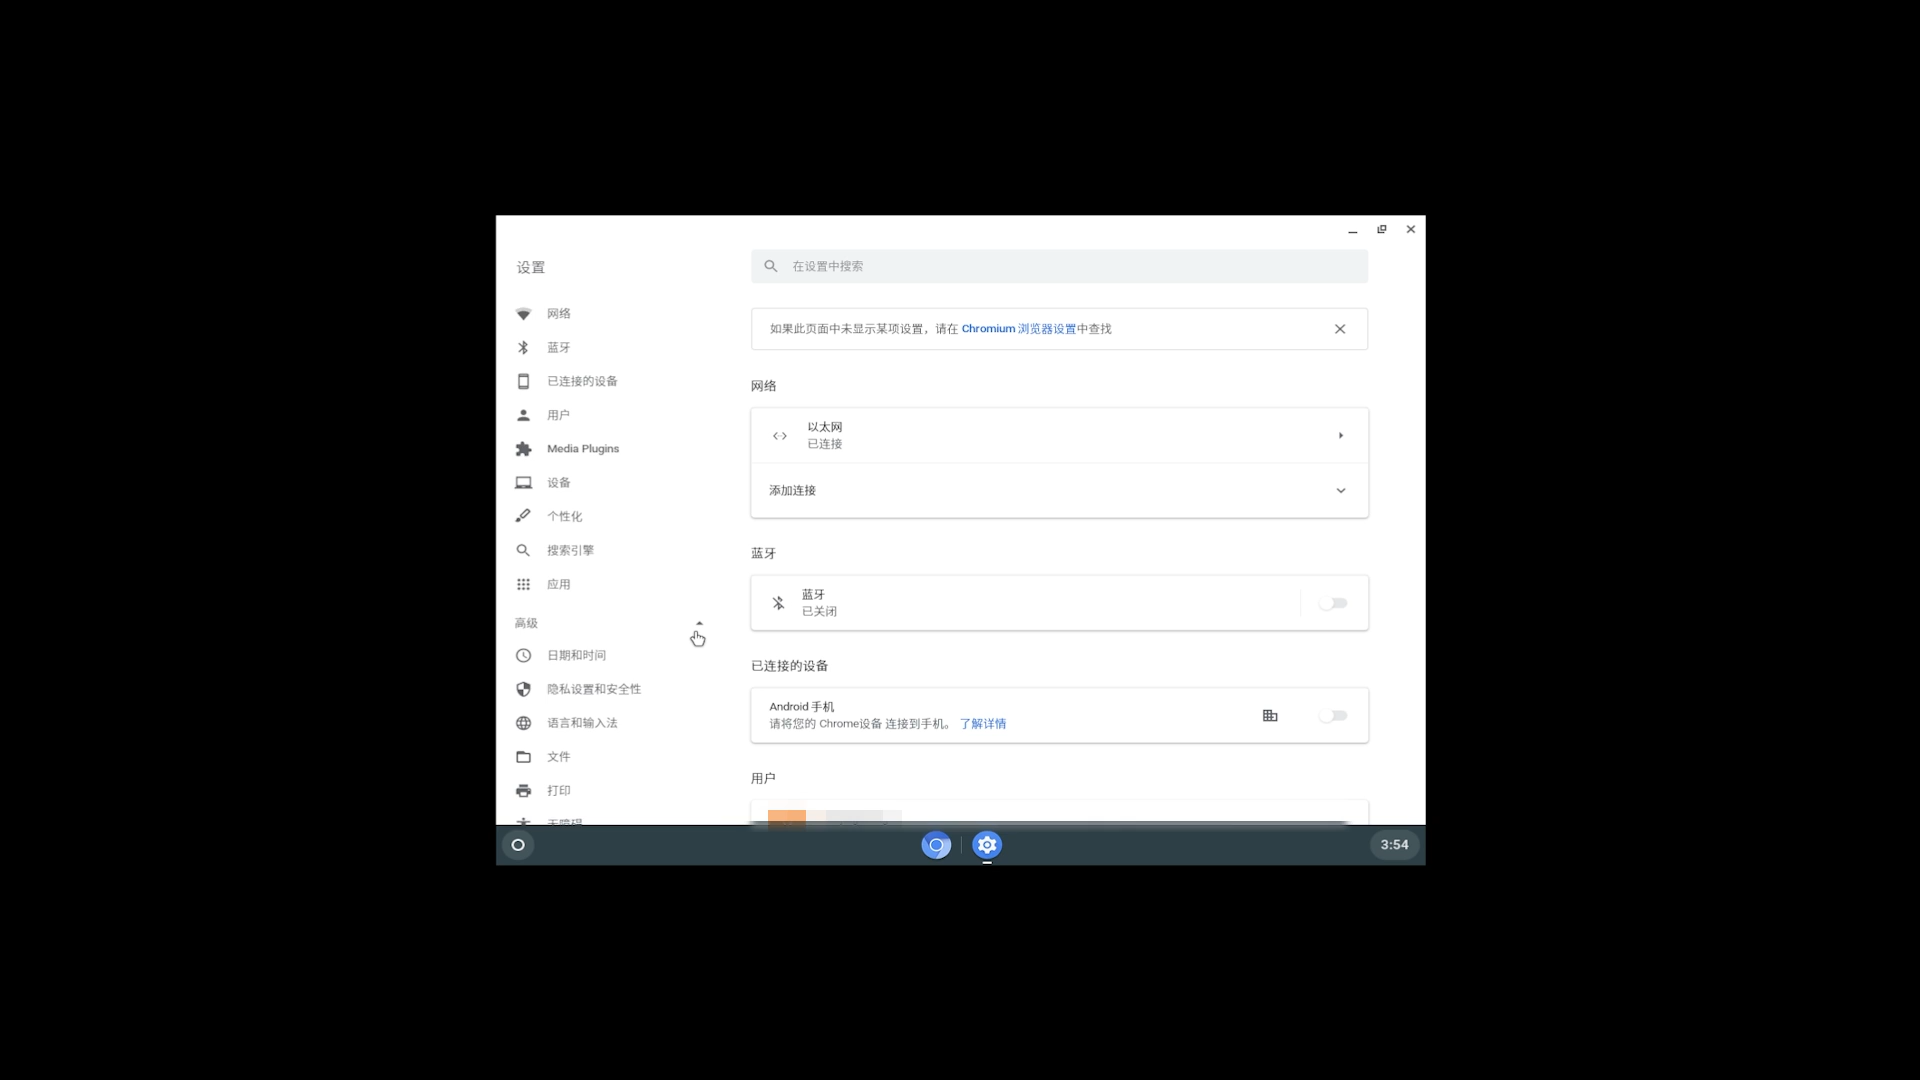 设置
在设置中搜索
网络
蓝牙
已连接的设备
用户
Media Plugins
设备
个性化
搜索引擎
应用
高级
日期和时间
隐私设置和安全性
语言和输入法
文件
打印
无障碍
如果此页面中未显示某项设置，请在 Chromium 浏览器设置中查找
网络
以太网
已连接
添加连接
蓝牙
蓝牙
已关闭
已连接的设备
Android 手机
请将您的 Chrome设备 连接到手机。 了解详情
用户
3:54